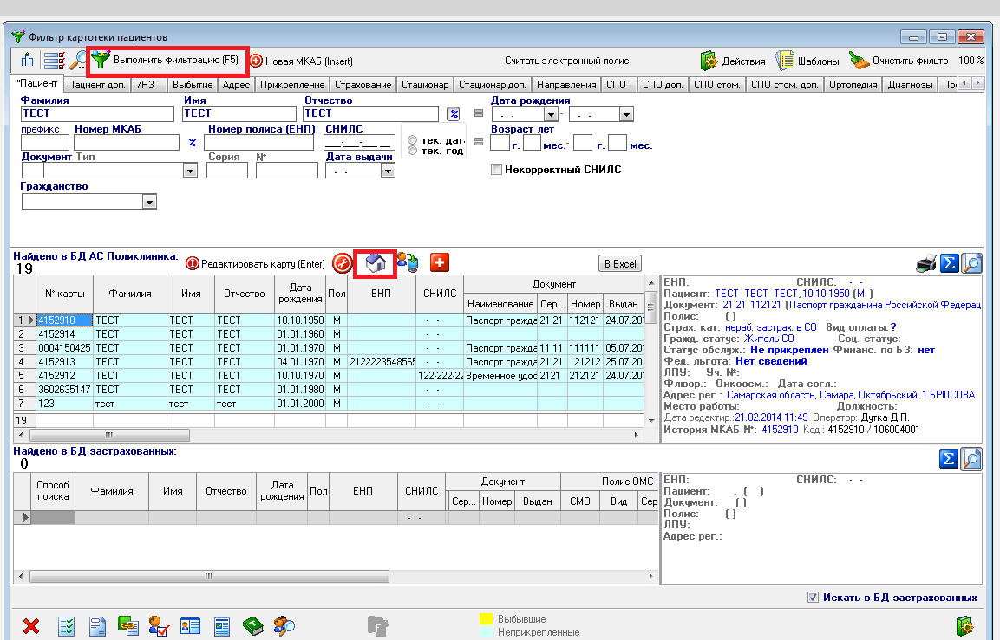 Фильтр картотеки пациентов
Выполнить фильтрацию (F5) Новая МКАБ (Insert) Считать электронный полис Действия Шаблоны Очистить фильтр 100 %
*Пациент Пациент доп. 7РЗ Выбытие Адрес Прикрепление Страхование Стационар Стационар доп. Направления СПО СПО доп. СПО стом. СПО стом. доп. Ортопедия Диагнозы
Фамилия Имя Отчество Дата рождения
ТЕСТ ТЕСТ ТЕСТ % = . . - . .
префикс Номер МКАБ Номер полиса (ЕНП) СНИЛС Возраст лет
% тек. дат. тек. год = г. мес.- г. мес.
Документ Тип Серия № Дата выдачи
. . Некорректный СНИЛС
Гражданство
Найдено в БД АС Поликлиника:
19 Редактировать карту (Enter) В Excel
№ карты Фамилия Имя Отчество Дата рождения Пол ЕНП СНИЛС Документ
Наименование Сер... Номер Выдан
1 4152910 ТЕСТ ТЕСТ ТЕСТ 10.10.1950 М - - Паспорт гражда 21 21 112121 24.07.20
2 4152914 ТЕСТ ТЕСТ ТЕСТ 01.01.1960 М - -
3 0004150425 ТЕСТ ТЕСТ ТЕСТ 01.01.1970 М - - Паспорт гражда 11 11 111111 05.07.20
4 4152913 ТЕСТ ТЕСТ ТЕСТ 04.01.1970 М 2122223548565 - - Паспорт гражда 21 21 121212 25.07.20
5 4152912 ТЕСТ ТЕСТ ТЕСТ 10.10.1970 М 122-222-22 Временное удос 2121 212121 24.07.20
6 3602635147 ТЕСТ ТЕСТ ТЕСТ 01.01.1980 М - -
7 123 тест тест тест 01.01.2000 М - -
19
ЕНП: СНИЛС: - -
Пациент: ТЕСТ ТЕСТ ТЕСТ,10.10.1950 (М )
Документ: 21 21 112121 (Паспорт гражданина Российской Федерац
Полис: ( )
Страх. кат: нераб. застрах. в СО Вид оплаты:?
Гражд. статус: Житель СО Соц. статус:
Статус обслуж.: Не прикреплен Финанс. по БЗ: нет
Фед. льгота: Нет сведений
ЛПУ: Уч. №:
Флюор.: Онкоосм.: Дата согл.:
Адрес рег.: Самарская область, Самара, Октябрьский, 1 БРЮСОВА
Место работы: Должность:
Дата редактир.:21.02.2014 11:49 Оператор: Дутка Д.П.
История МКАБ №: 4152910 Код : 4152910 / 106004001
Найдено в БД застрахованных:
0
Способ поиска Фамилия Имя Отчество Дата рождения Пол ЕНП СНИЛС Документ Полис ОМС
Сер... Номер Выдан СМО Вид Сер
- -
ЕНП: СНИЛС: - -
Пациент: , ( )
Документ: ( )
Полис: ( )
ЛПУ:
Адрес рег.:
Искать в БД застрахованных
Выбывшие
Неприкрепленные